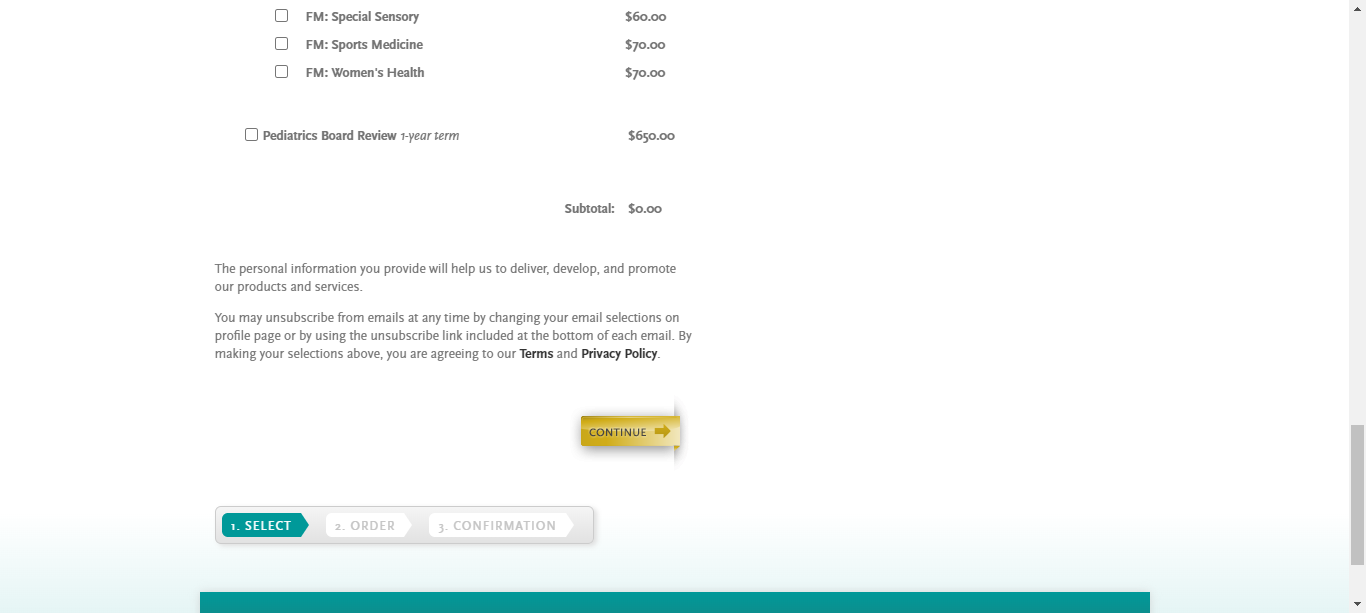 FM: Special Sensory $60.00
FM: Sports Medicine $70.00
FM: Women's Health $70.00
Pediatrics Board Review 1-year term $650.00
Subtotal: $0.00
The personal information you provide will help us to deliver, develop, and promote
our products and services.
You may unsubscribe from emails at any time by changing your email selections on
profile page or by using the unsubscribe link included at the bottom of each email. By
making your selections above, you are agreeing to our Terms and Privacy Policy.
CONTINUE
1. SELECT 2. ORDER 3. CONFIRMATION